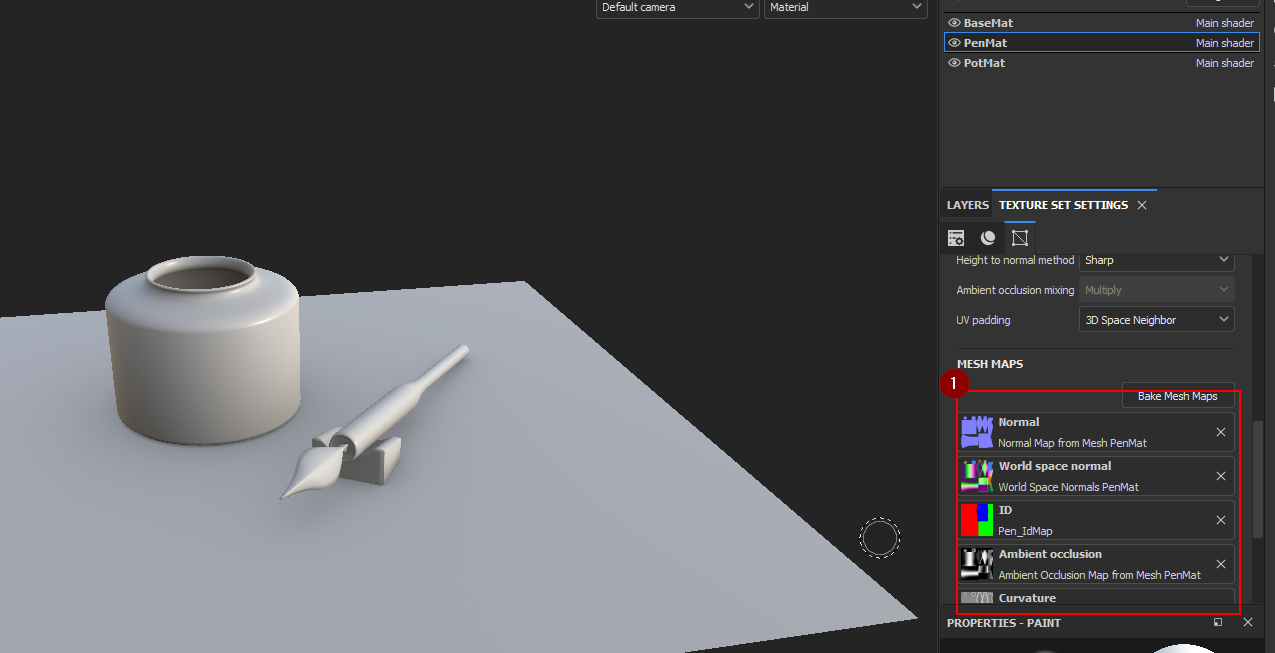 Default camera
Material
BaseMat Main shader
PenMat Main shader
PotMat Main shader
LAYERS TEXTURE SET SETTINGS
Height to normal method Sharp
Ambient occlusion mixing Multiply
UV padding 3D Space Neighbor
MESH MAPS
1
Bake Mesh Maps
Normal
Normal Map from Mesh PenMat
World space normal
World Space Normals PenMat
ID
Pen_IdMap
Ambient occlusion
Ambient Occlusion Map from Mesh PenMat
Curvature
PROPERTIES - PAINT